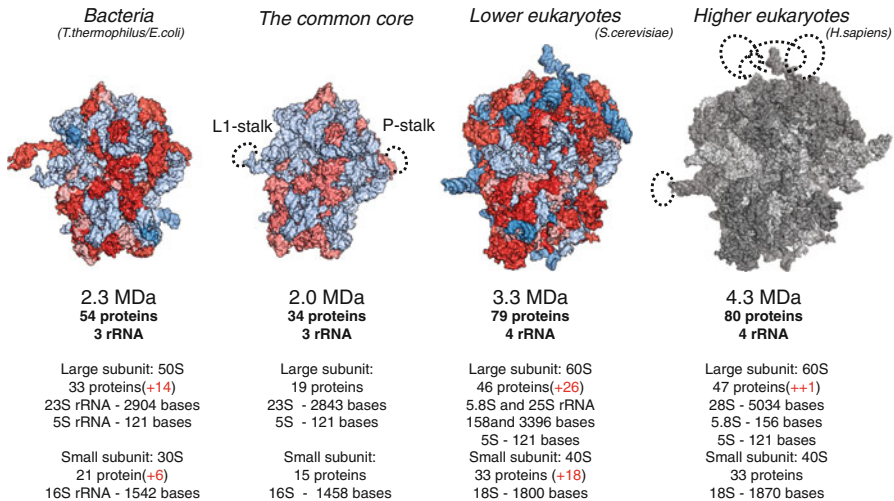 Bacteria
(T.thermophilus/E.coli)
The common core
Lower eukaryotes
(S.cerevisiae)
Higher eukaryotes
(H.sapiens)
L1-stalk
P-stalk
2.3 MDa
54 proteins
3 rRNA
Large subunit: 50S
33 proteins(+14)
23S rRNA - 2904 bases
5S rRNA - 121 bases
Small subunit: 30S
21 protein(+6)
16S rRNA - 1542 bases
2.0 MDa
34 proteins
3 rRNA
Large subunit:
19 proteins
23S - 2843 bases
5S - 121 bases
Small subunit:
15 proteins
16S - 1458 bases
3.3 MDa
79 proteins
4 rRNA
Large subunit: 60S
46 proteins(+26)
5.8S and 25S rRNA
158and 3396 bases
5S - 121 bases
Small subunit: 40S
33 proteins (+18)
18S - 1800 bases
4.3 MDa
80 proteins
4 rRNA
Large subunit: 60S
47 proteins(++1)
28S - 5034 bases
5.8S - 156 bases
5S - 121 bases
Small subunit: 40S
33 proteins
18S - 1870 bases